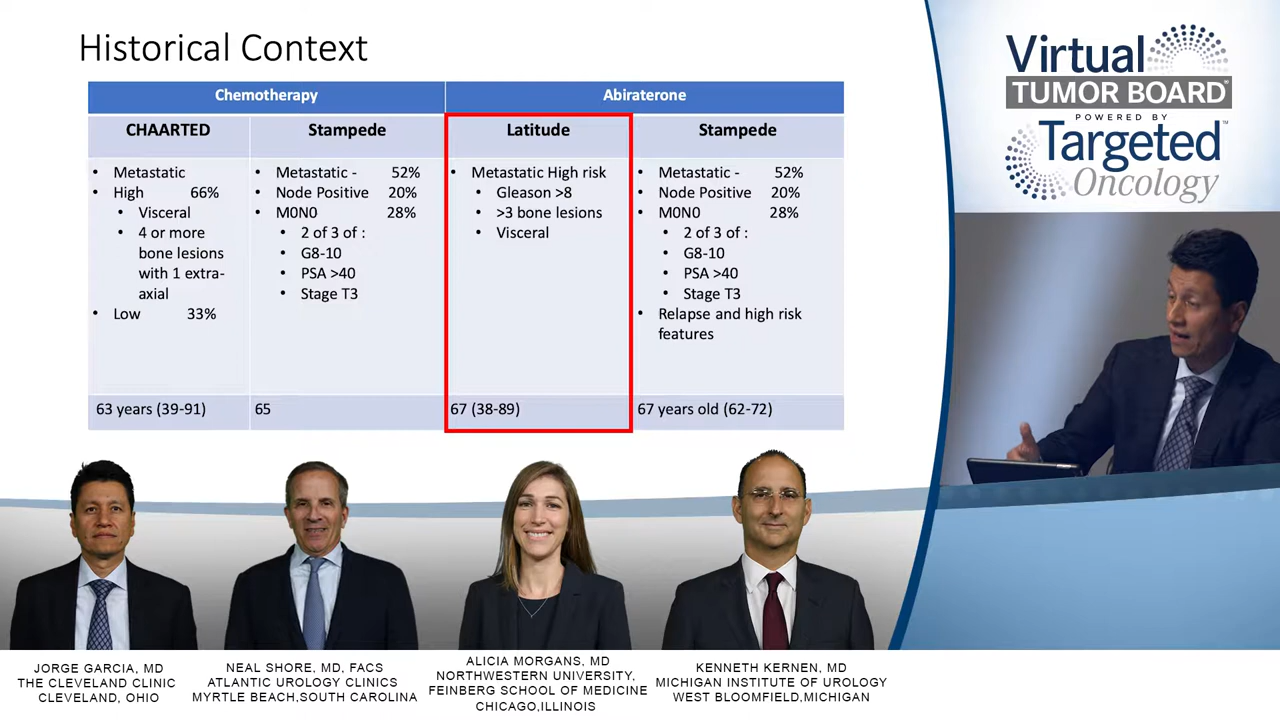 Historical Context
Chemotherapy
Abiraterone
CHAARTED
Stampede
Latitude
Stampede
• Metastatic
• High 66%
• Visceral
• 4 or more
bone lesions
with 1 extra-
axial
• Low 33%
• Metastatic - 52%
• Node Positive 20%
• M0N0 28%
• 2 of 3 of :
• G8-10
• PSA >40
• Stage T3
• Metastatic High risk
• Gleason >8
• >3 bone lesions
• Visceral
• Metastatic - 52%
• Node Positive 20%
• M0N0 28%
• 2 of 3 of :
• G8-10
• PSA >40
• Stage T3
• Relapse and high risk
features
63 years (39-91)
65
67 (38-89)
67 years old (62-72)
Virtual
TUMOR BOARD®
POWERED BY
Targeted™
Oncology
JORGE GARCIA, MD
THE CLEVELAND CLINIC
CLEVELAND, OHIO
NEAL SHORE, MD, FACS
ATLANTIC UROLOGY CLINICS
MYRTLE BEACH,SOUTH CAROLINA
ALICIA MORGANS, MD
NORTHWESTERN UNIVERSITY,
FEINBERG SCHOOL OF MEDICINE
CHICAGO,ILLINOIS
KENNETH KERNEN, MD
MICHIGAN INSTITUTE OF UROLOGY
WEST BLOOMFIELD,MICHIGAN